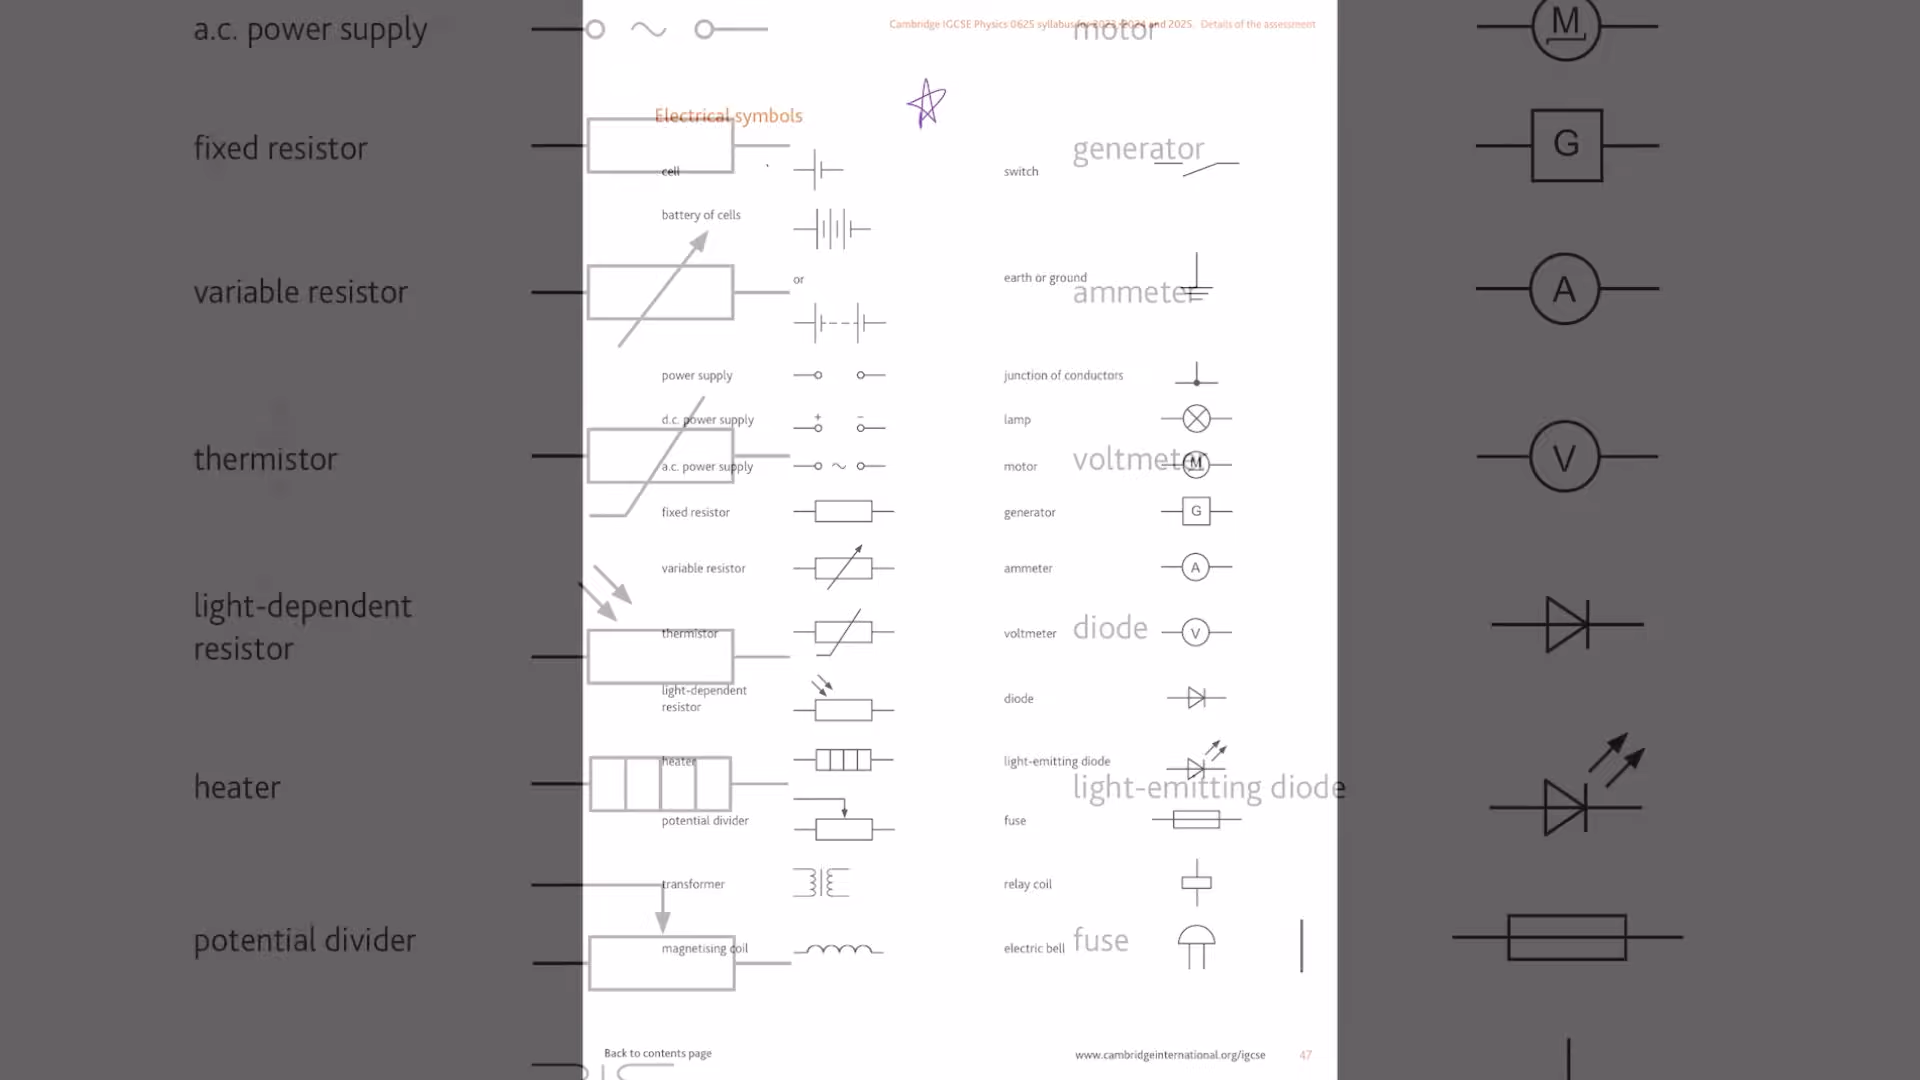 a.c. power supply
motor
M
fixed resistor
generator
G
variable resistor
ammeter
A
thermistor
voltmeter
V
light-dependent
resistor
diode
heater
light-emitting diode
potential divider
fuse
Cambridge IGCSE Physics 0625 syllabus for 2023, 2024 and 2025. Details of the assessment
Electrical symbols
cell
switch
battery of cells
or
earth or ground
power supply
junction of conductors
d.c. power supply
+ −
lamp
a.c. power supply
motor
M
fixed resistor
generator
G
variable resistor
ammeter
A
thermistor
voltmeter
V
light-dependent
resistor
diode
heater
light-emitting diode
potential divider
fuse
transformer
relay coil
magnetising coil
electric bell
Back to contents page
www.cambridgeinternational.org/igcse
47